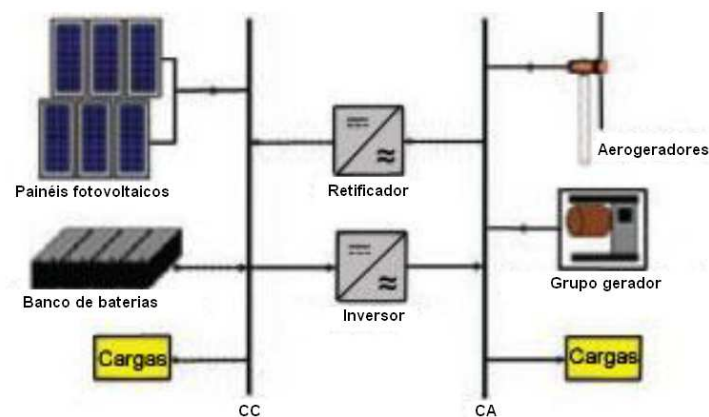 Painéis fotovoltaicos
Retificador
Aerogeradores
Banco de baterias
Inversor
Grupo gerador
Cargas
Cargas
CC
CA